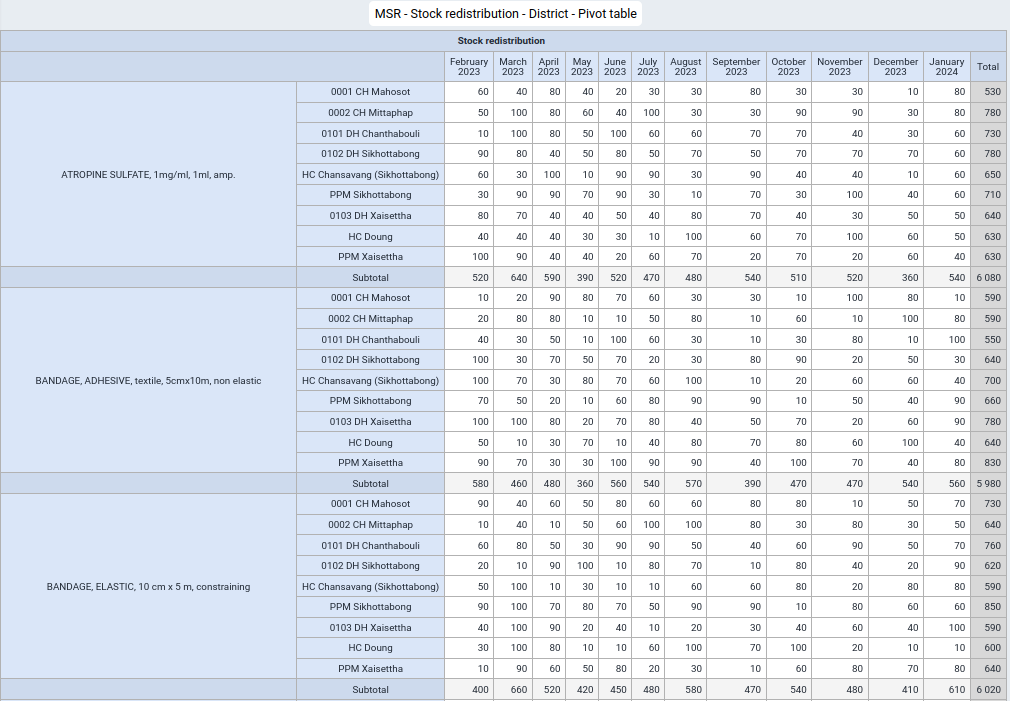 MSR - Stock redistribution - District - Pivot table
Stock redistribution
February 2023 March 2023 April 2023 May 2023 June 2023 July 2023 August 2023 September 2023 October 2023 November 2023 December 2023 January 2024 Total
0001 CH Mahosot 60 40 80 40 20 30 30 80 30 30 10 80 530
0002 CH Mittaphap 50 100 80 60 40 100 30 30 90 90 30 80 780
0101 DH Chanthabouli 10 100 80 50 100 60 60 70 70 40 30 60 730
0102 DH Sikhottabong 90 80 40 50 80 50 70 50 70 70 70 60 780
ATROPINE SULFATE, 1mg/ml, 1ml, amp. HC Chansavang (Sikhottabong) 60 30 100 10 90 90 30 90 40 40 10 60 650
PPM Sikhottabong 30 90 90 70 90 30 10 70 30 100 40 60 710
0103 DH Xaisettha 80 70 40 40 50 40 80 70 40 30 50 50 640
HC Doung 40 40 40 30 30 10 100 60 70 100 60 50 630
PPM Xaisettha 100 90 40 40 20 60 70 20 70 20 60 40 630
Subtotal 520 640 590 390 520 470 480 540 510 520 360 540 6 080
0001 CH Mahosot 10 20 90 80 70 60 30 30 10 100 80 10 590
0002 CH Mittaphap 20 80 80 10 10 50 80 10 60 10 100 80 590
0101 DH Chanthabouli 40 30 50 10 100 60 30 10 30 80 10 100 550
0102 DH Sikhottabong 100 30 70 50 70 20 30 80 90 20 50 30 640
BANDAGE, ADHESIVE, textile, 5cmx10m, non elastic HC Chansavang (Sikhottabong) 100 70 30 80 70 60 100 10 20 60 60 40 700
PPM Sikhottabong 70 50 20 10 60 80 90 90 10 50 40 90 660
0103 DH Xaisettha 100 100 80 20 70 80 40 50 70 20 60 90 780
HC Doung 50 10 30 70 10 40 80 70 80 60 100 40 640
PPM Xaisettha 90 70 30 30 100 90 90 40 100 70 40 80 830
Subtotal 580 460 480 360 560 540 570 390 470 470 540 560 5 980
0001 CH Mahosot 90 40 60 50 80 60 60 80 80 10 50 70 730
0002 CH Mittaphap 10 40 10 50 60 100 100 80 30 80 30 50 640
0101 DH Chanthabouli 60 80 50 30 90 90 50 40 60 90 50 70 760
0102 DH Sikhottabong 20 10 90 100 10 80 70 10 80 40 20 90 620
BANDAGE, ELASTIC, 10 cm x 5 m, constraining HC Chansavang (Sikhottabong) 50 100 10 30 10 10 60 60 80 20 80 80 590
PPM Sikhottabong 90 100 70 80 70 50 90 90 10 80 60 60 850
0103 DH Xaisettha 40 100 90 20 40 10 20 30 40 60 40 100 590
HC Doung 30 100 80 10 10 60 100 70 100 20 10 10 600
PPM Xaisettha 10 90 60 50 80 20 30 10 60 80 70 80 640
Subtotal 400 660 520 420 450 480 580 470 540 480 410 610 6 020